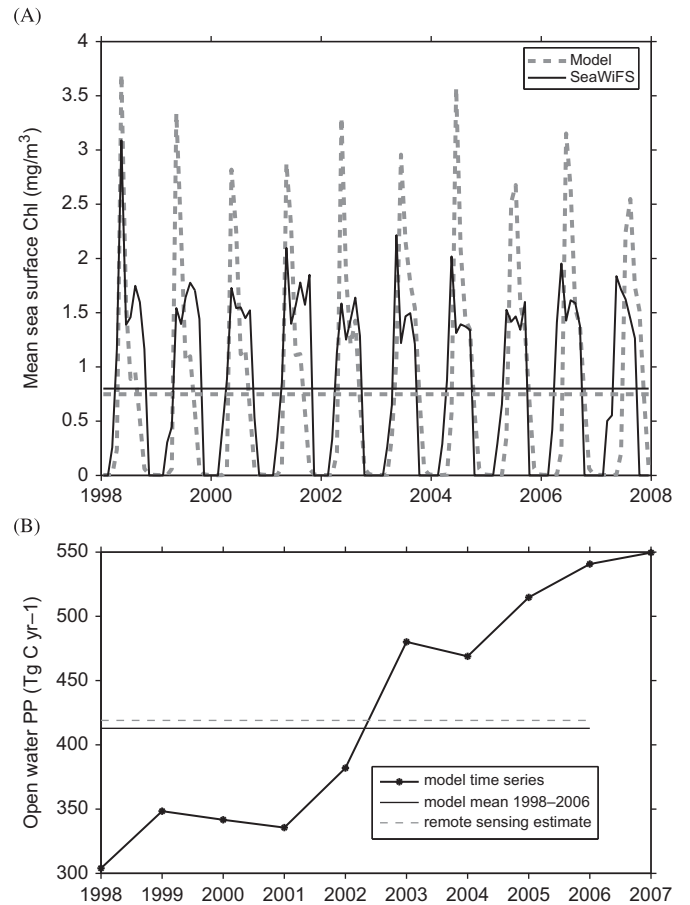 (A)
4
3.5
3
2.5
2
1.5
1
0.5
0
Mean sea surface Chl (mg/m³)
Model
SeaWiFS
1998 2000 2002 2004 2006 2008
(B)
550
500
450
400
350
300
Open water PP (Tg C yr–1)
model time series
model mean 1998–2006
remote sensing estimate
1998 1999 2000 2001 2002 2003 2004 2005 2006 2007